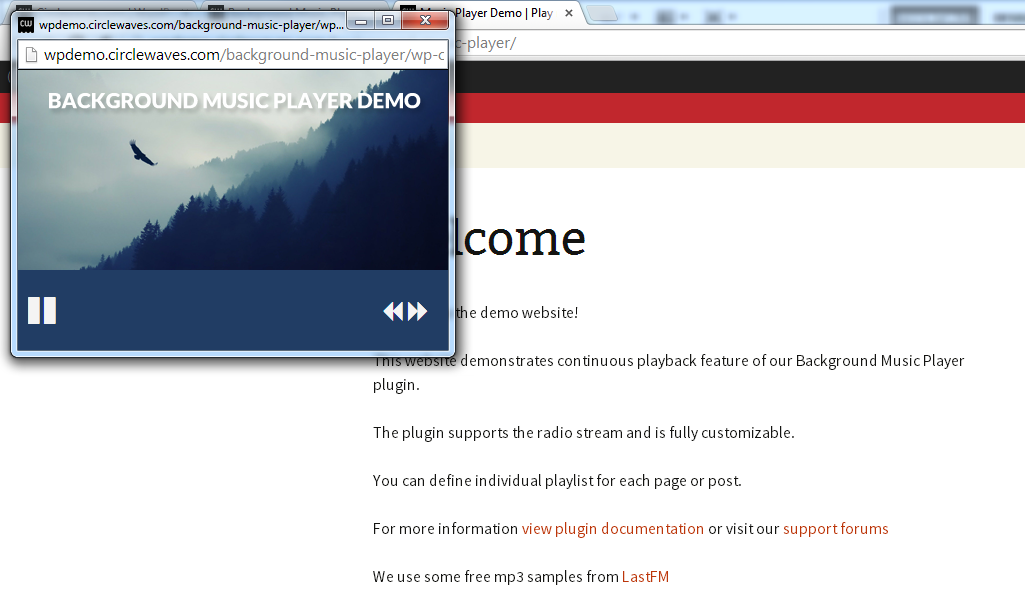 Music Player Demo | Play
wpdemo.circlewaves.com/background-music-player/wp...
wpdemo.circlewaves.com/background-music-player/wp-c
c-player/
BACKGROUND MUSIC PLAYER DEMO
lcome
the demo website!
This website demonstrates continuous playback feature of our Background Music Player
plugin.
The plugin supports the radio stream and is fully customizable.
You can define individual playlist for each page or post.
For more information view plugin documentation or visit our support forums
We use some free mp3 samples from LastFM